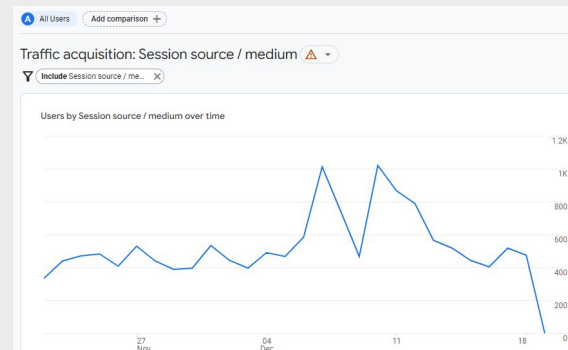 A All Users Add comparison +
Traffic acquisition: Session source / medium
Include Session source / me...
Users by Session source / medium over time
1.2K
1K
800
600
400
200
0
27 04 11 18
Nov Dec